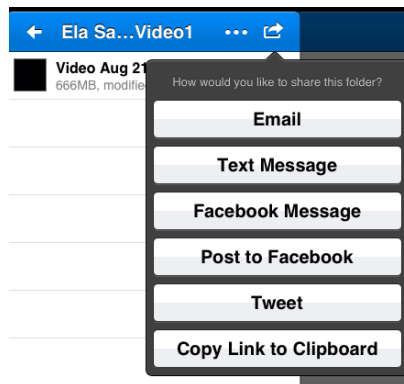 Ela Sa...Video1
Video Aug 21
666MB, modifie
How would you like to share this folder?
Email
Text Message
Facebook Message
Post to Facebook
Tweet
Copy Link to Clipboard